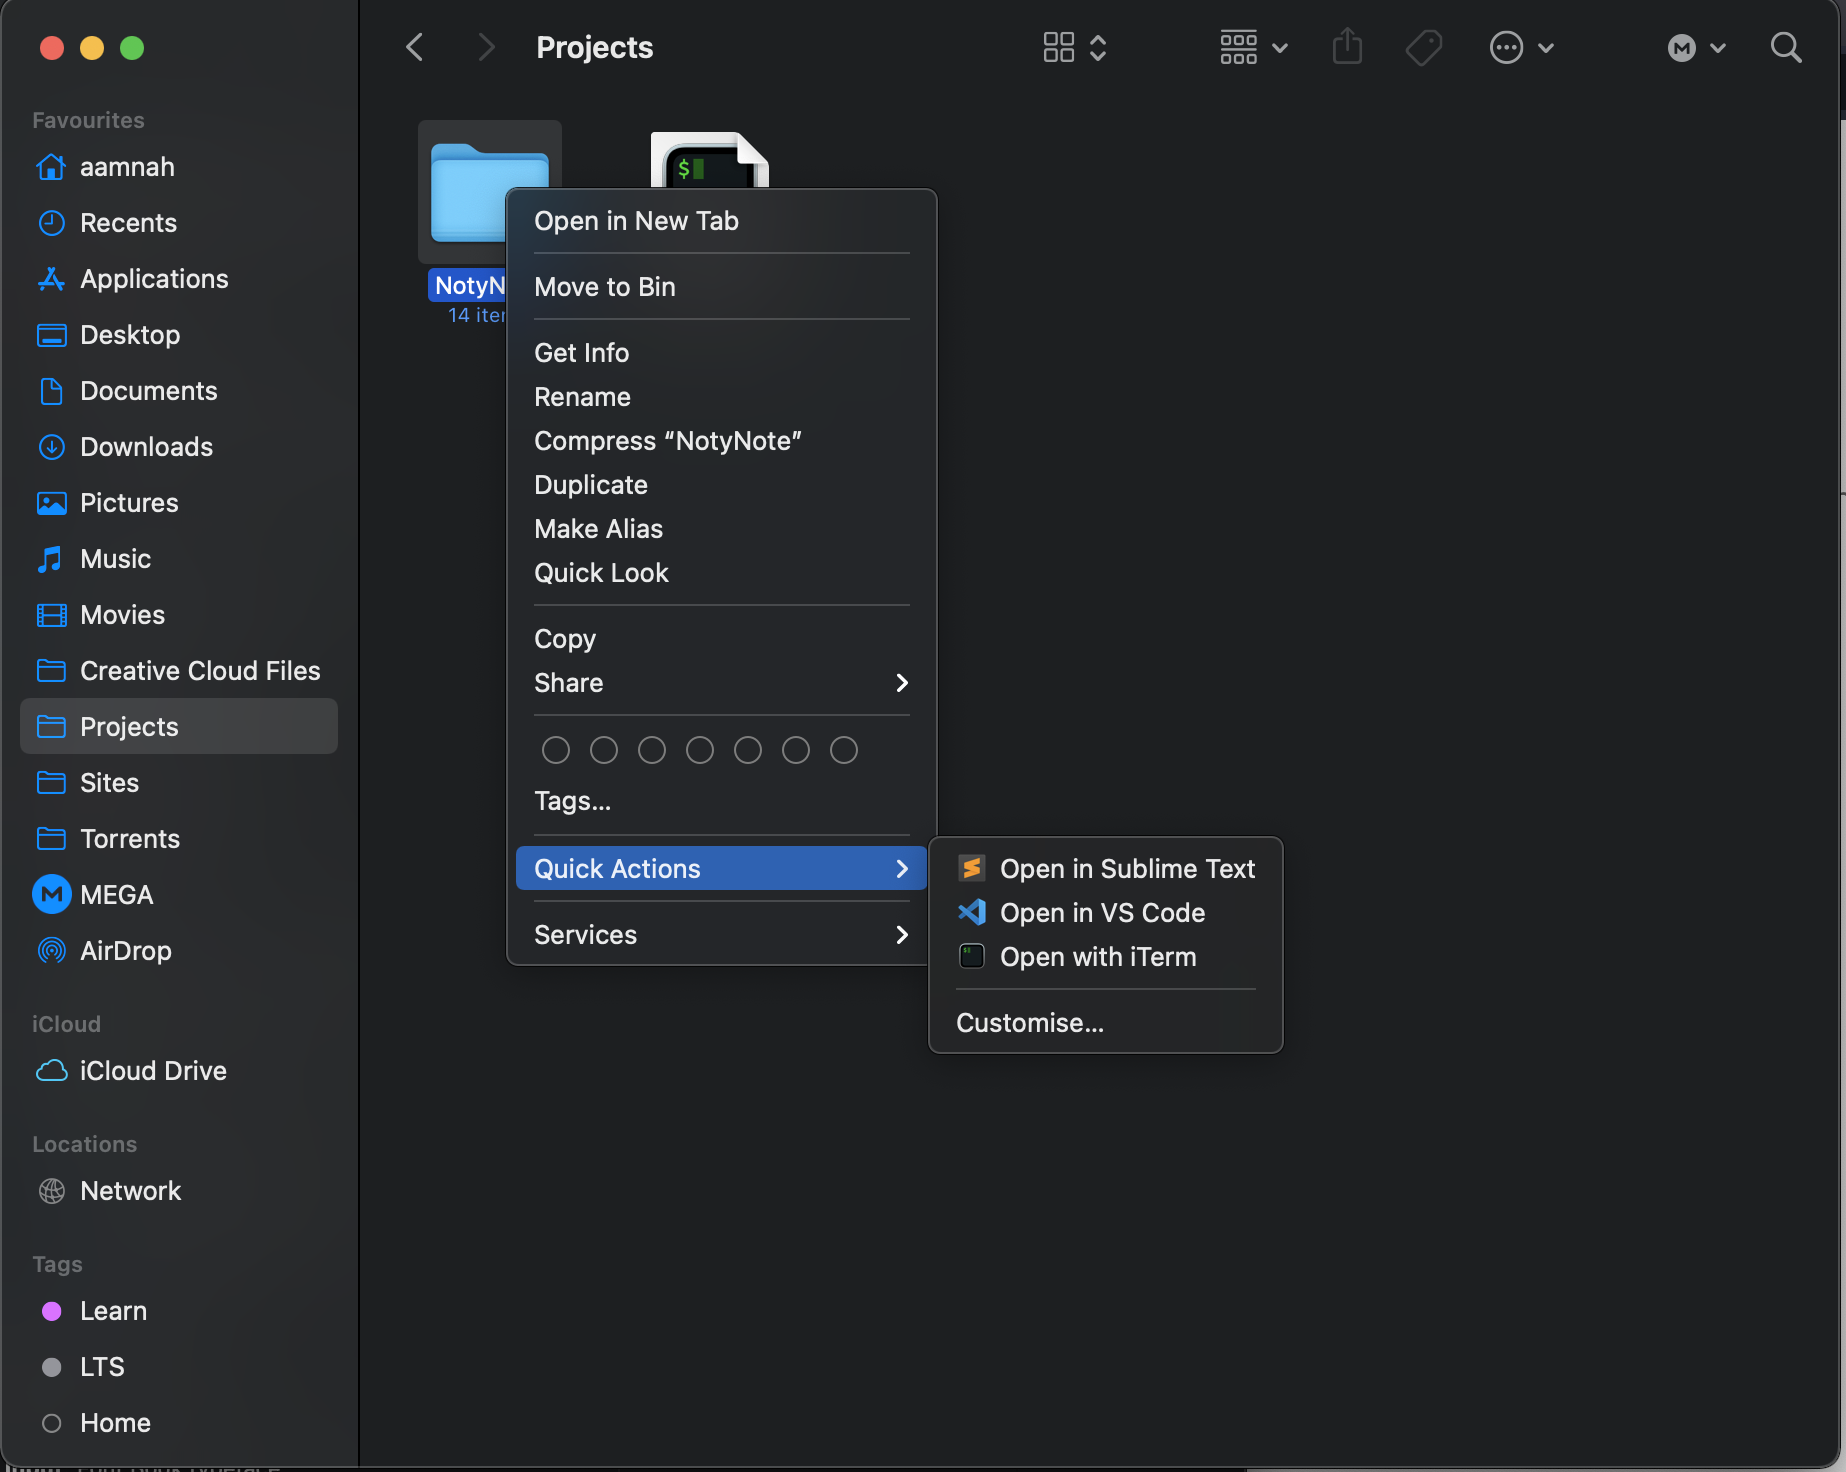 Projects
Favourites
aamnah
Recents
Applications
Desktop
Documents
Downloads
Pictures
Music
Movies
Creative Cloud Files
Projects
Sites
Torrents
MEGA
AirDrop
iCloud
iCloud Drive
Locations
Network
Tags
Learn
LTS
Home
$
NotyN
14 iter
Open in New Tab
Move to Bin
Get Info
Rename
Compress “NotyNote”
Duplicate
Make Alias
Quick Look
Copy
Share
Tags...
Quick Actions
Services
Open in Sublime Text
Open in VS Code
Open with iTerm
Customise...